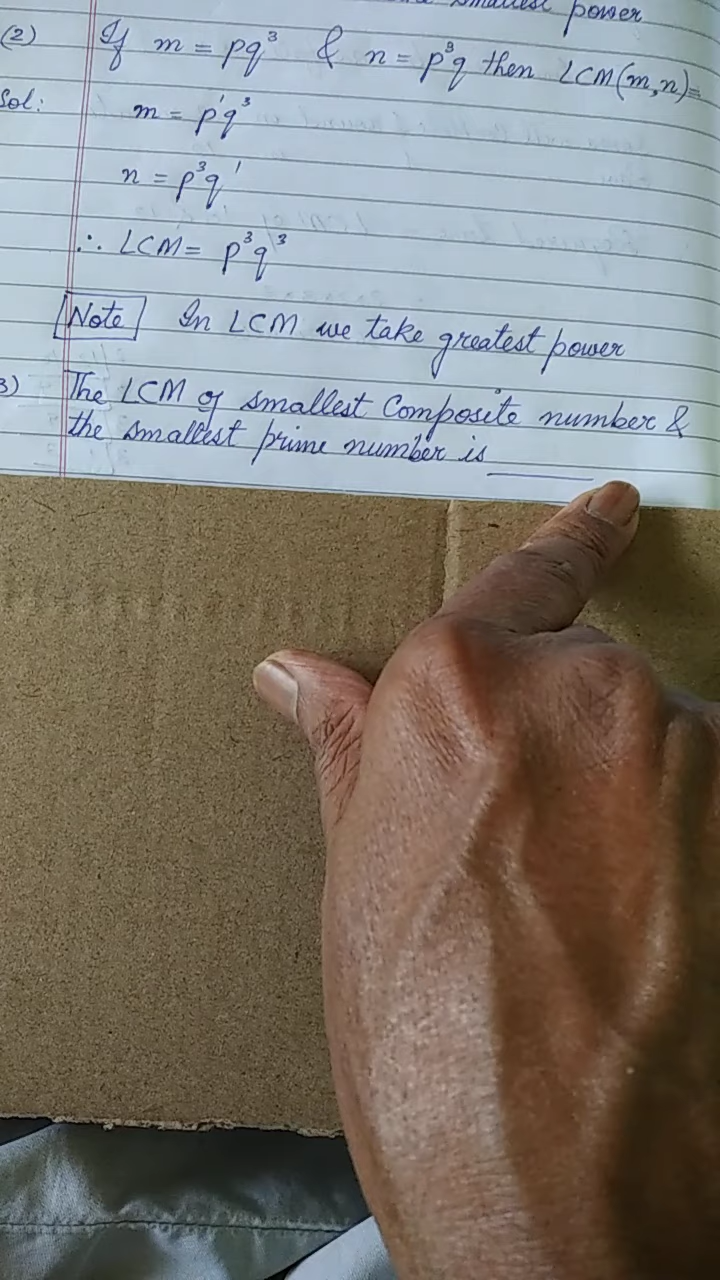 smallest power
(2) If m = pq³ & n = p³q then LCM(m,n)=
Sol: m = p¹q³
n = p³q¹
∴ LCM = p³q³
Note In LCM we take greatest power
3) The LCM of smallest Composite number &
the smallest prime number is ______